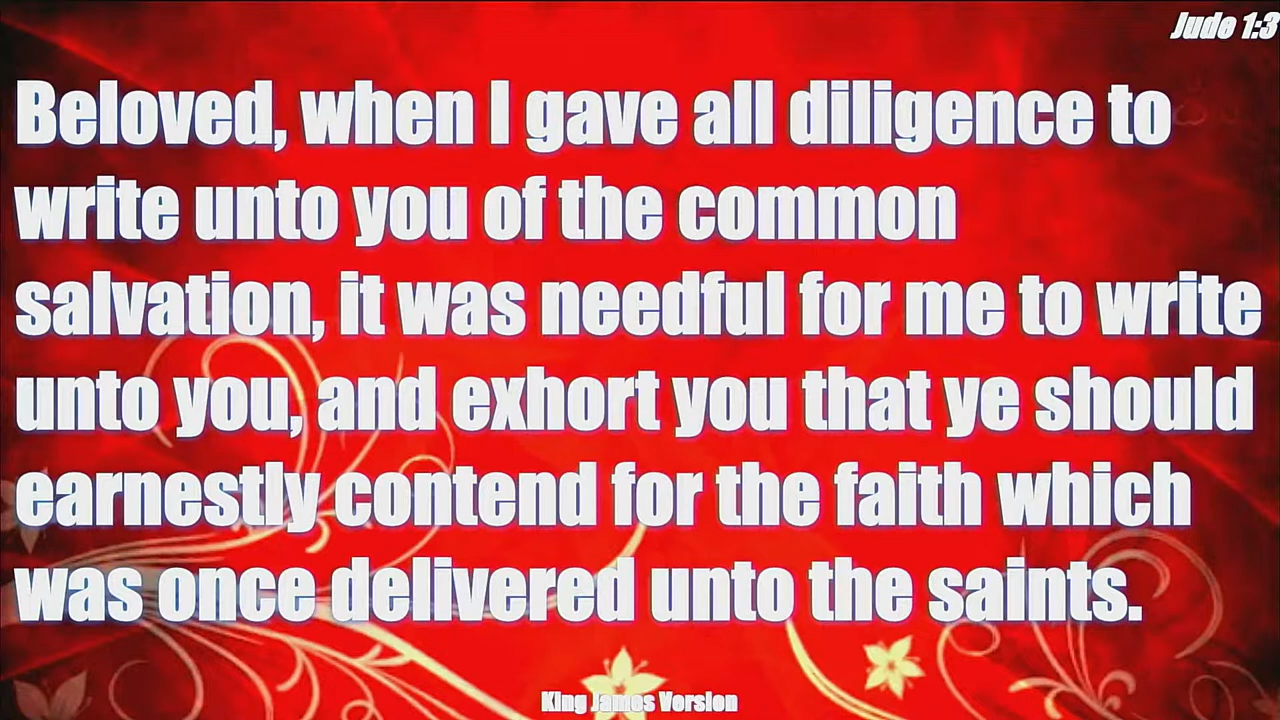 Jude 1:3
Beloved, when I gave all diligence to
write unto you of the common
salvation, it was needful for me to write
unto you, and exhort you that ye should
earnestly contend for the faith which
was once delivered unto the saints.
King James Version